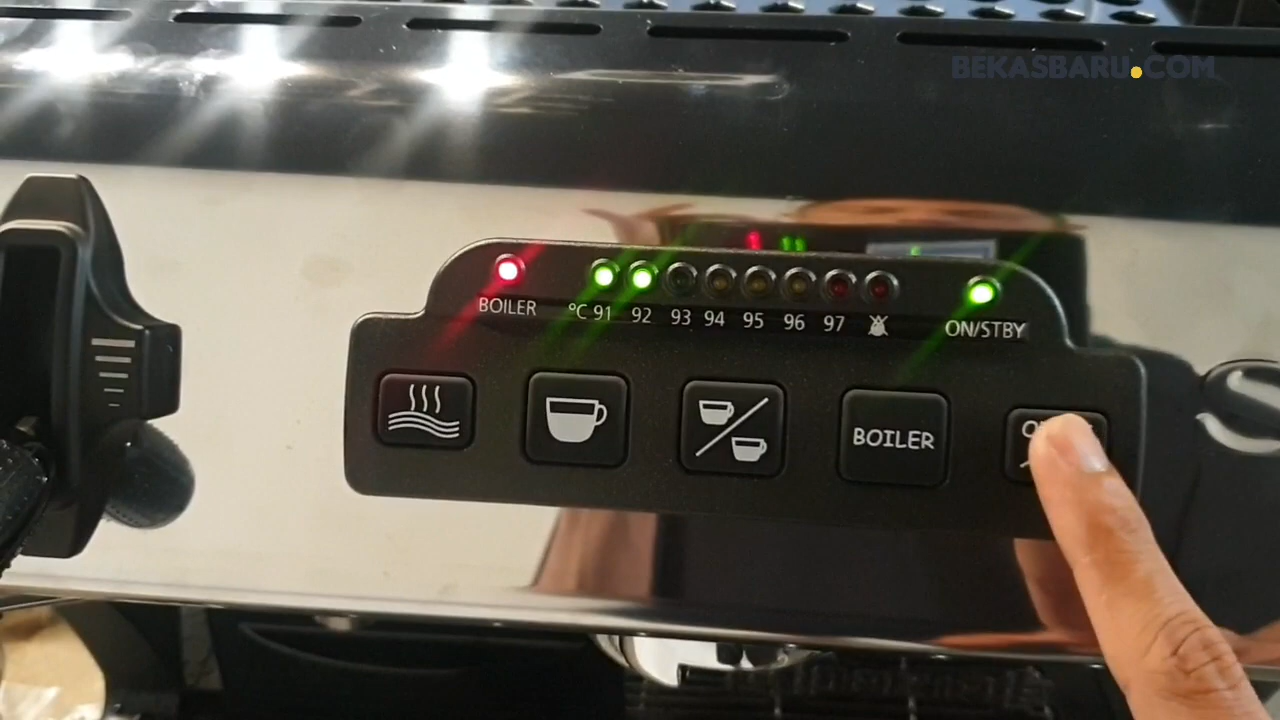 BEKASBARU.COM
BOILER
°C 91 92 93 94 95 96 97
ON/STBY
BOILER